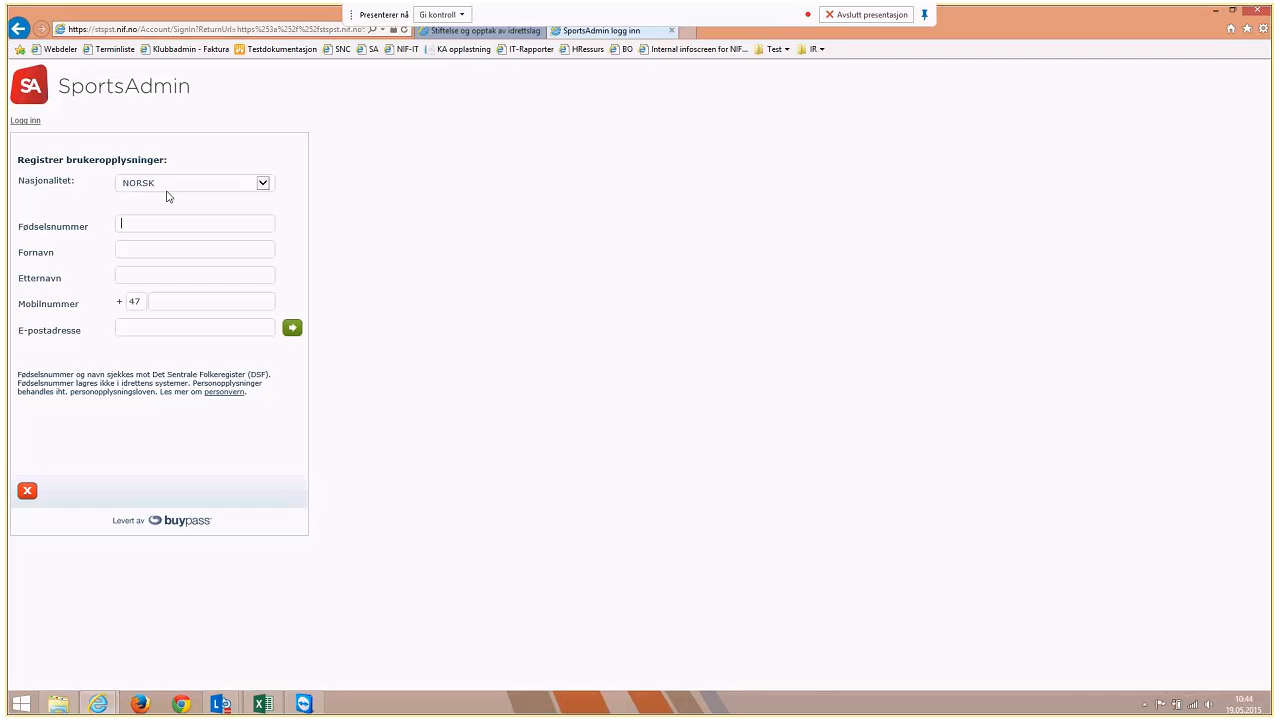 Presenterer nå Gi kontroll Avslutt presentasjon
https://stspst.nif.no/Account/SignIn?ReturnUrl=https%253a%252f%252fstspst.nif.no
Stiftelse og opptak av idrettslag
SportsAdmin logg inn
Webdeler Terminliste Klubbadmin - Faktura Testdokumentasjon SNC SA NIF-IT KA opplastning IT-Rapporter HRessurs BO Internal infoscreen for NIF... Test IR
SA SportsAdmin
Logg inn
Registrer brukeropplysninger:
Nasjonalitet: NORSK
Fødselsnummer
Fornavn
Etternavn
Mobilnummer + 47
E-postadresse
Fødselsnummer og navn sjekkes mot Det Sentrale Folkeregister (DSF).
Fødselsnummer lagres ikke i idrettens systemer. Personopplysninger
behandles iht. personopplysningsloven. Les mer om personvern.
Levert av buypass
10:44
19.05.2015